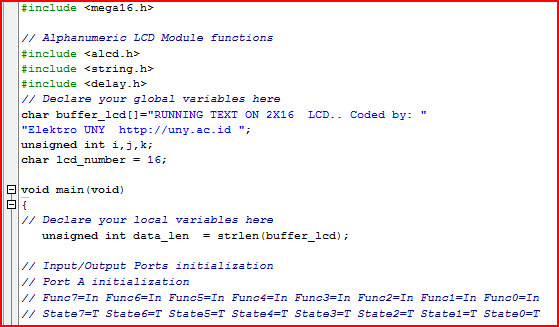 #include <mega16.h>
// Alphanumeric LCD Module functions
#include <alcd.h>
#include <string.h>
#include <delay.h>
// Declare your global variables here
char buffer_lcd[]="RUNNING TEXT ON 2X16  LCD.. Coded by: "
"Elektro UNY  http://uny.ac.id ";
unsigned int i,j,k;
char lcd_number = 16;
void main(void)
{
// Declare your local variables here
   unsigned int data_len  = strlen(buffer_lcd);
// Input/Output Ports initialization
// Port A initialization
// Func7=In Func6=In Func5=In Func4=In Func3=In Func2=In Func1=In Func0=In
// State7=T State6=T State5=T State4=T State3=T State2=T State1=T State0=T